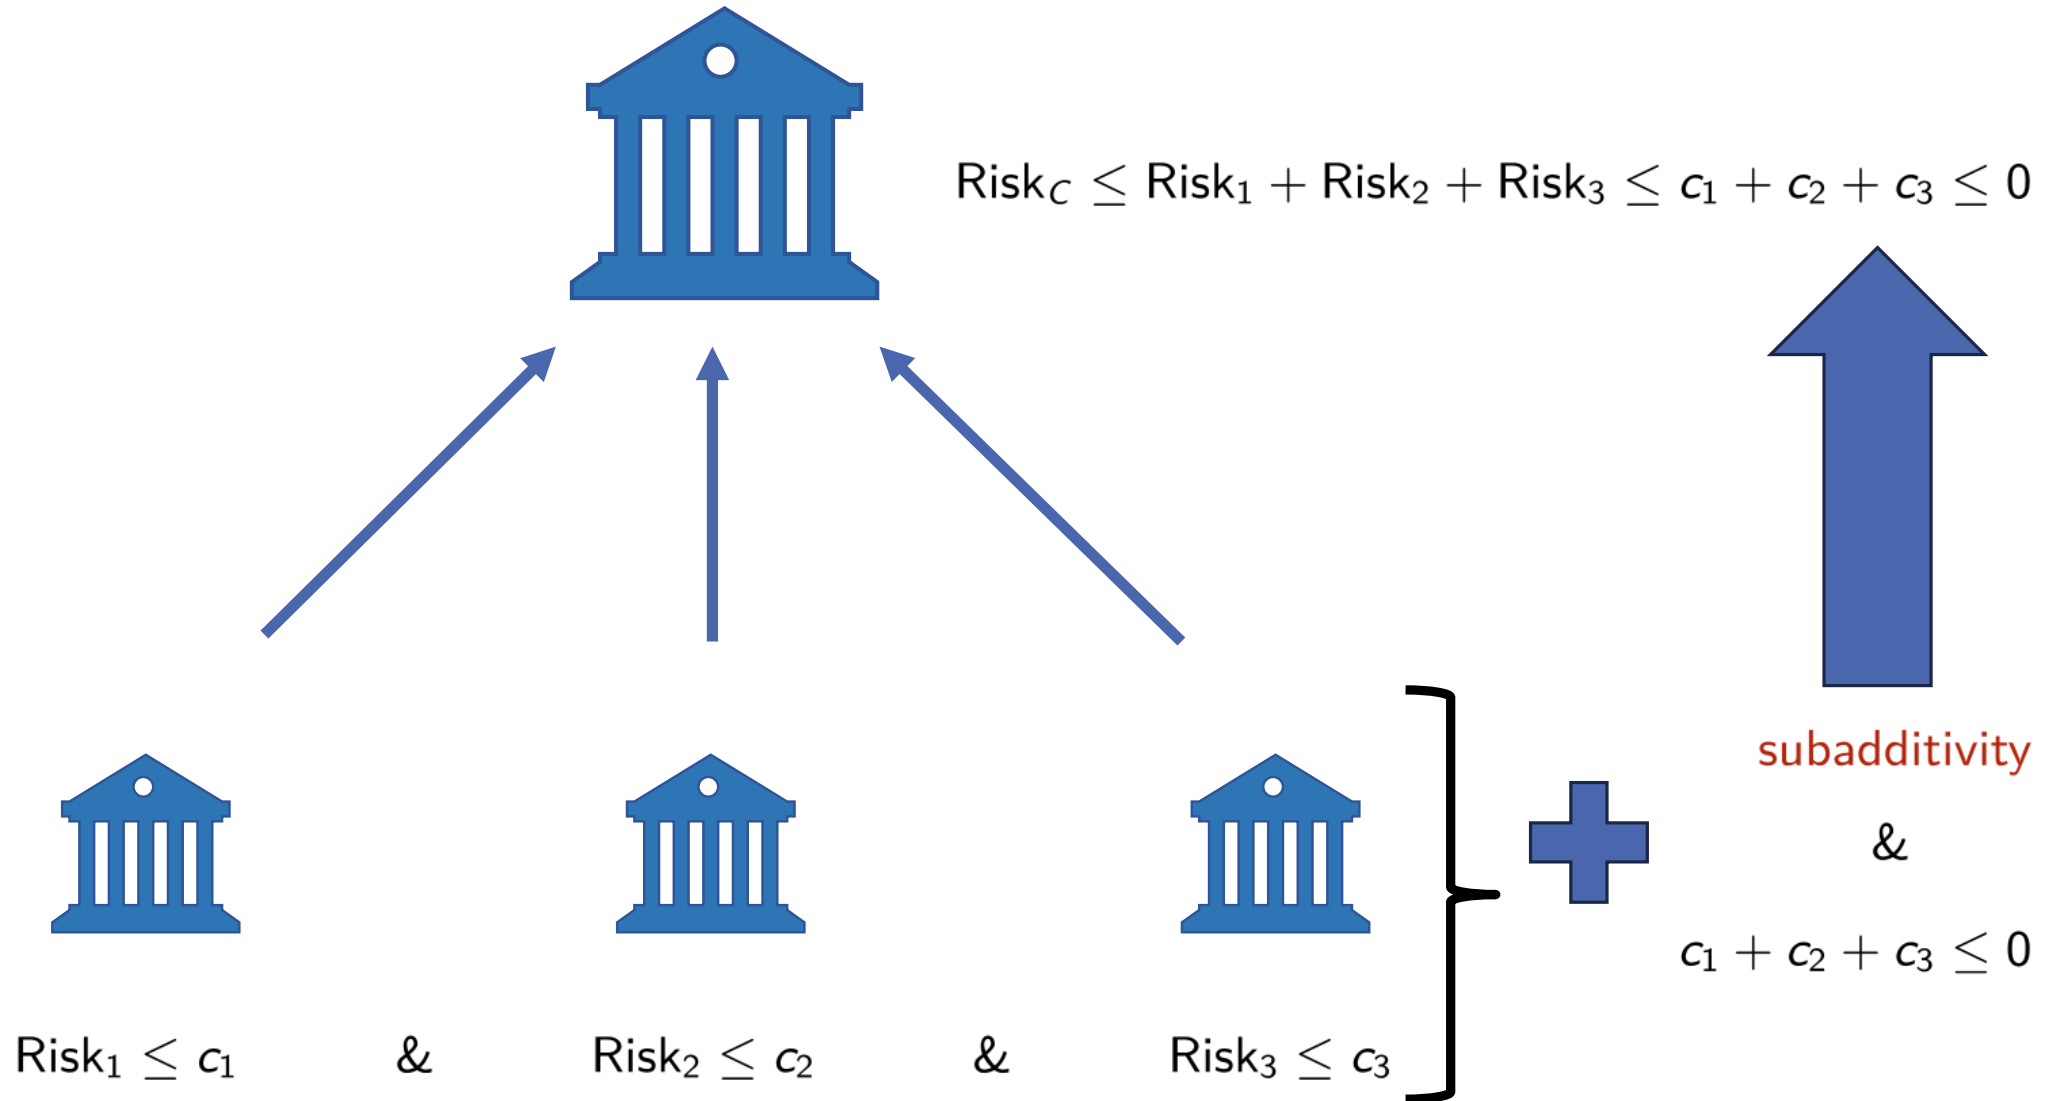 Risk_C ≤ Risk_1 + Risk_2 + Risk_3 ≤ c_1 + c_2 + c_3 ≤ 0
subadditivity
&
c_1 + c_2 + c_3 ≤ 0
Risk_1 ≤ c_1 & Risk_2 ≤ c_2 & Risk_3 ≤ c_3